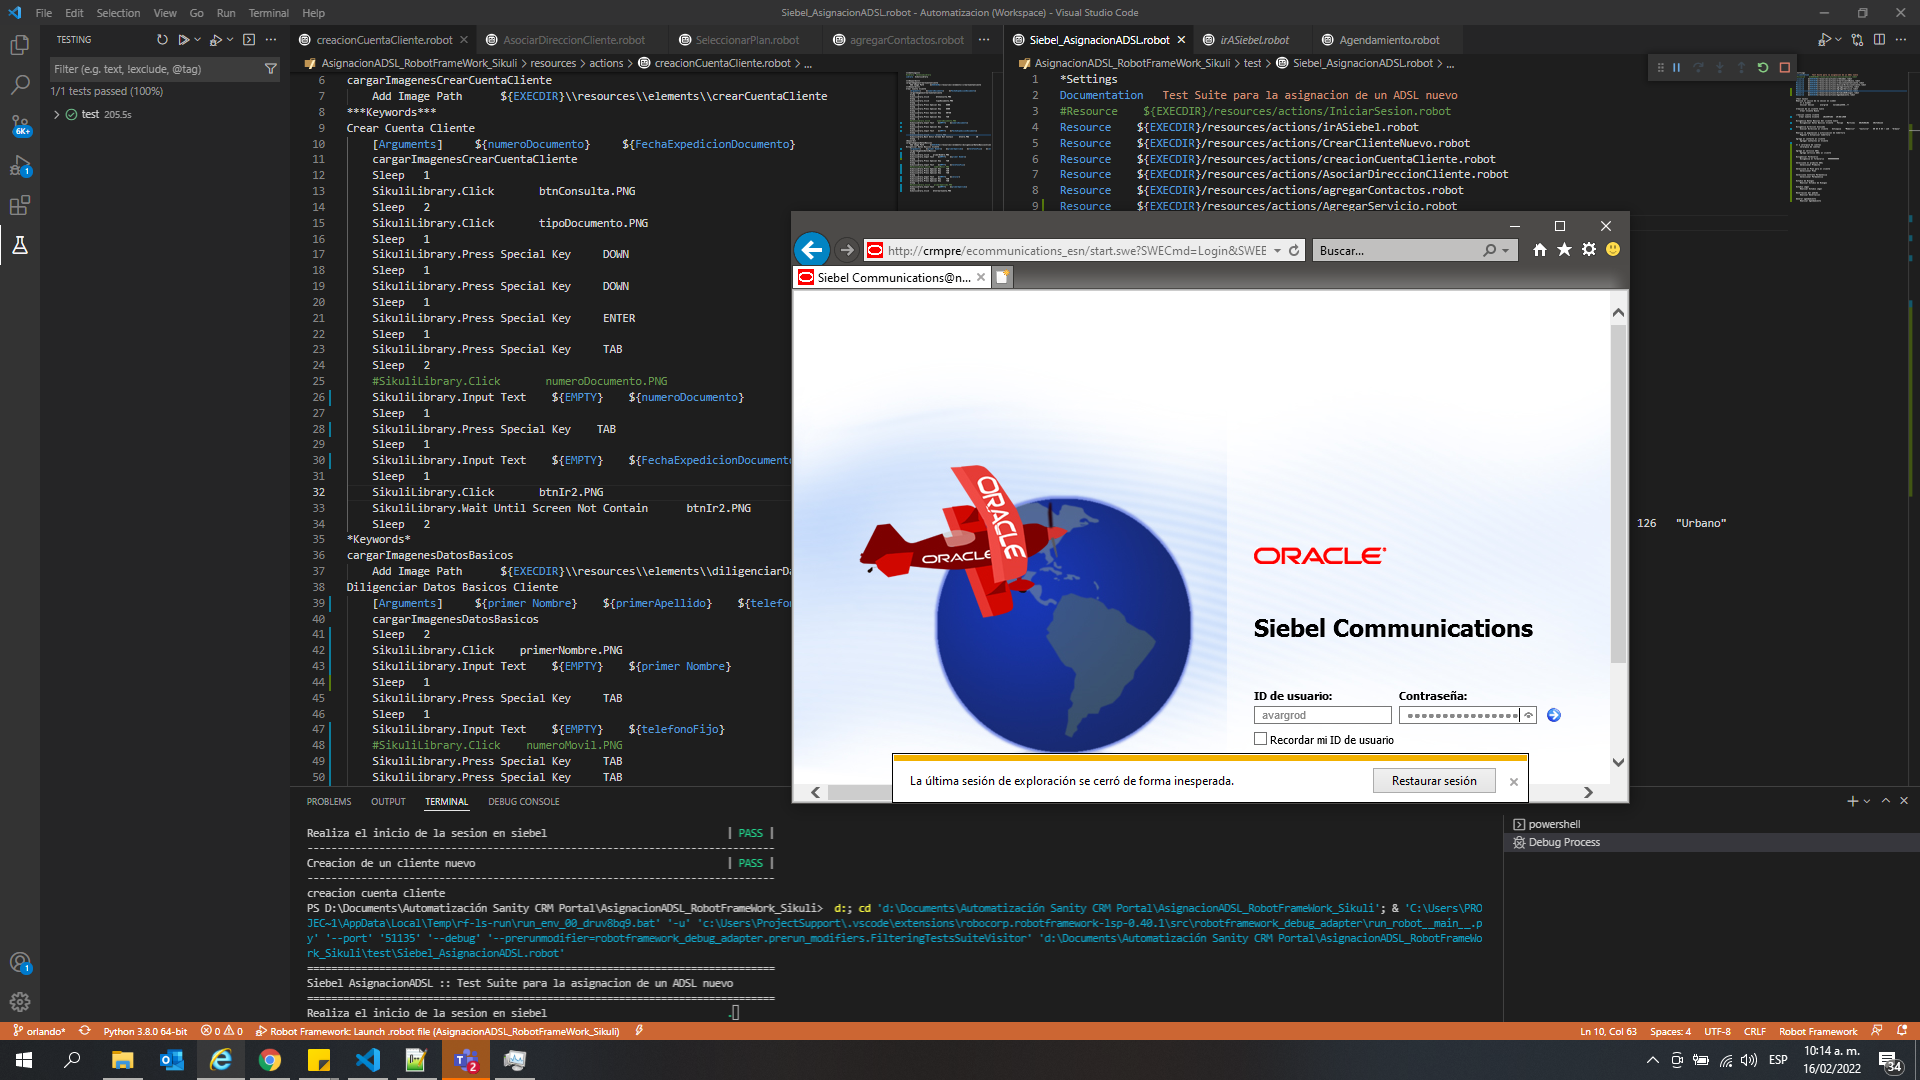 File Edit Selection View Go Run Terminal Help
Siebel_AsignacionADSL.robot - Automatizacion (Workspace) - Visual Studio Code
TESTING
Filter (e.g. text, !exclude, @tag)
1/1 tests passed (100%)
test 205.5s
6K+
1
1
creacionCuentaCliente.robot
AsociarDireccionCliente.robot
SeleccionarPlan.robot
agregarContactos.robot
AsignacionADSL_RobotFrameWork_Sikuli > resources > actions > creacionCuentaCliente.robot > ...
6 cargarImagenesCrearCuentaCliente
7 Add Image Path ${EXECDIR}\\resources\\elements\\crearCuentaCliente
8 ***Keywords***
9 Crear Cuenta Cliente
10 [Arguments] ${numeroDocumento} ${FechaExpedicionDocumento}
11 cargarImagenesCrearCuentaCliente
12 Sleep 1
13 SikuliLibrary.Click btnConsulta.PNG
14 Sleep 2
15 SikuliLibrary.Click tipoDocumento.PNG
16 Sleep 1
17 SikuliLibrary.Press Special Key DOWN
18 Sleep 1
19 SikuliLibrary.Press Special Key DOWN
20 Sleep 1
21 SikuliLibrary.Press Special Key ENTER
22 Sleep 1
23 SikuliLibrary.Press Special Key TAB
24 Sleep 2
25 #SikuliLibrary.Click numeroDocumento.PNG
26 SikuliLibrary.Input Text ${EMPTY} ${numeroDocumento}
27 Sleep 1
28 SikuliLibrary.Press Special Key TAB
29 Sleep 1
30 SikuliLibrary.Input Text ${EMPTY} ${FechaExpedicionDocument
31 Sleep 1
32 SikuliLibrary.Click btnIr2.PNG
33 SikuliLibrary.Wait Until Screen Not Contain btnIr2.PNG
34 Sleep 2
35 *Keywords*
36 cargarImagenesDatosBasicos
37 Add Image Path ${EXECDIR}\\resources\\elements\\diligenciarDa
38 Diligenciar Datos Basicos Cliente
39 [Arguments] ${primer Nombre} ${primerApellido} ${telefon
40 cargarImagenesDatosBasicos
41 Sleep 2
42 SikuliLibrary.Click primerNombre.PNG
43 SikuliLibrary.Input Text ${EMPTY} ${primer Nombre}
44 Sleep 1
45 SikuliLibrary.Press Special Key TAB
46 Sleep 1
47 SikuliLibrary.Input Text ${EMPTY} ${telefonoFijo}
48 #SikuliLibrary.Click numeroMovil.PNG
49 SikuliLibrary.Press Special Key TAB
50 SikuliLibrary.Press Special Key TAB
Siebel_AsignacionADSL.robot
irASiebel.robot
Agendamiento.robot
AsignacionADSL_RobotFrameWork_Sikuli > test > Siebel_AsignacionADSL.robot > ...
1 *Settings
2 Documentation Test Suite para la asignacion de un ADSL nuevo
3 #Resource ${EXECDIR}/resources/actions/IniciarSesion.robot
4 Resource ${EXECDIR}/resources/actions/irASiebel.robot
5 Resource ${EXECDIR}/resources/actions/CrearClienteNuevo.robot
6 Resource ${EXECDIR}/resources/actions/creacionCuentaCliente.robot
7 Resource ${EXECDIR}/resources/actions/AsociarDireccionCliente.robot
8 Resource ${EXECDIR}/resources/actions/agregarContactos.robot
9 Resource ${EXECDIR}/resources/actions/AgregarServicio.robot
126 "Urbano"
http://crmpre/ecommunications_esn/start.swe?SWECmd=Login&SWEE
Buscar...
Siebel Communications@n...
ORACLE
ORACLE
ORACLE
Siebel Communications
ID de usuario: Contraseña:
avargrod
Recordar mi ID de usuario
La última sesión de exploración se cerró de forma inesperada.
Restaurar sesión
PROBLEMS OUTPUT TERMINAL DEBUG CONSOLE
Realiza el inicio de la sesion en siebel | PASS |
------------------------------------------------------------------------------
Creacion de un cliente nuevo | PASS |
------------------------------------------------------------------------------
creacion cuenta cliente
PS D:\Documents\Automatización Sanity CRM Portal\AsignacionADSL_RobotFrameWork_Sikuli> d:; cd 'd:\Documents\Automatización Sanity CRM Portal\AsignacionADSL_RobotFrameWork_Sikuli'; & 'C:\Users\PRO
JEC~1\AppData\Local\Temp\rf-ls-run\run_env_00_druv8bq9.bat' '-u' 'c:\Users\ProjectSupport\.vscode\extensions\robocorp.robotframework-lsp-0.40.1\src\robotframework_debug_adapter\run_robot__main__.p
y' '--port' '51135' '--debug' '--prerunmodifier=robotframework_debug_adapter.prerun_modifiers.FilteringTestsSuiteVisitor' 'd:\Documents\Automatización Sanity CRM Portal\AsignacionADSL_RobotFrameWo
rk_Sikuli\test\Siebel_AsignacionADSL.robot'
==============================================================================
Siebel AsignacionADSL :: Test Suite para la asignacion de un ADSL nuevo
==============================================================================
Realiza el inicio de la sesion en siebel .
powershell
Debug Process
orlando* Python 3.8.0 64-bit 0 0 Robot Framework: Launch .robot file (AsignacionADSL_RobotFrameWork_Sikuli)
Ln 10, Col 63 Spaces: 4 UTF-8 CRLF Robot Framework
2
ESP
10:14 a. m.
16/02/2022
34